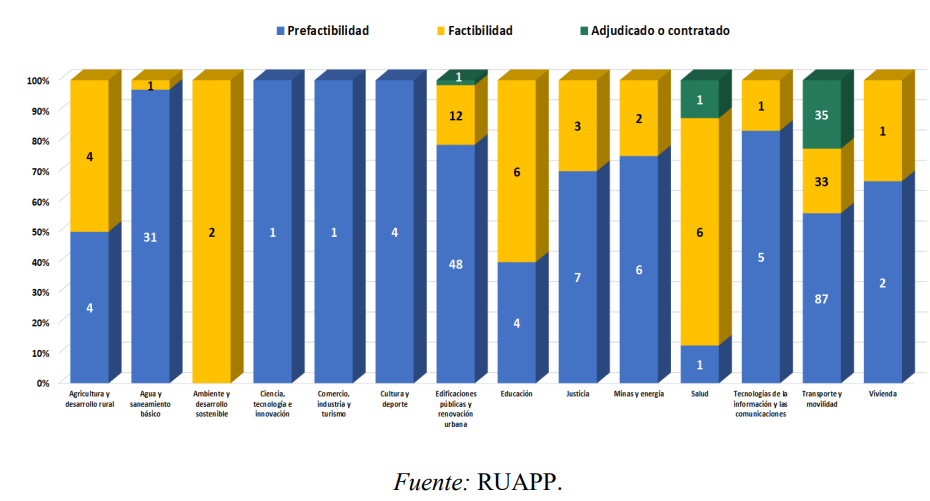 Prefactibilidad Factibilidad Adjudicado o contratado
100%
90%
80%
70%
60%
50%
40%
30%
20%
10%
0%
4
4
1
31
2
1
1
4
1
12
48
6
4
3
7
2
6
1
6
1
1
5
35
33
87
1
2
Agricultura y
desarrollo rural
Agua y
saneamiento
básico
Ambiente y
desarrollo
sostenible
Ciencia,
tecnología e
innovación
Comercio,
industria y
turismo
Cultura y
deporte
Edificaciones
públicas y
renovación
urbana
Educación
Justicia
Minas y energía
Salud
Tecnologías de la
información y las
comunicaciones
Transporte y
movilidad
Vivienda
Fuente: RUAPP.